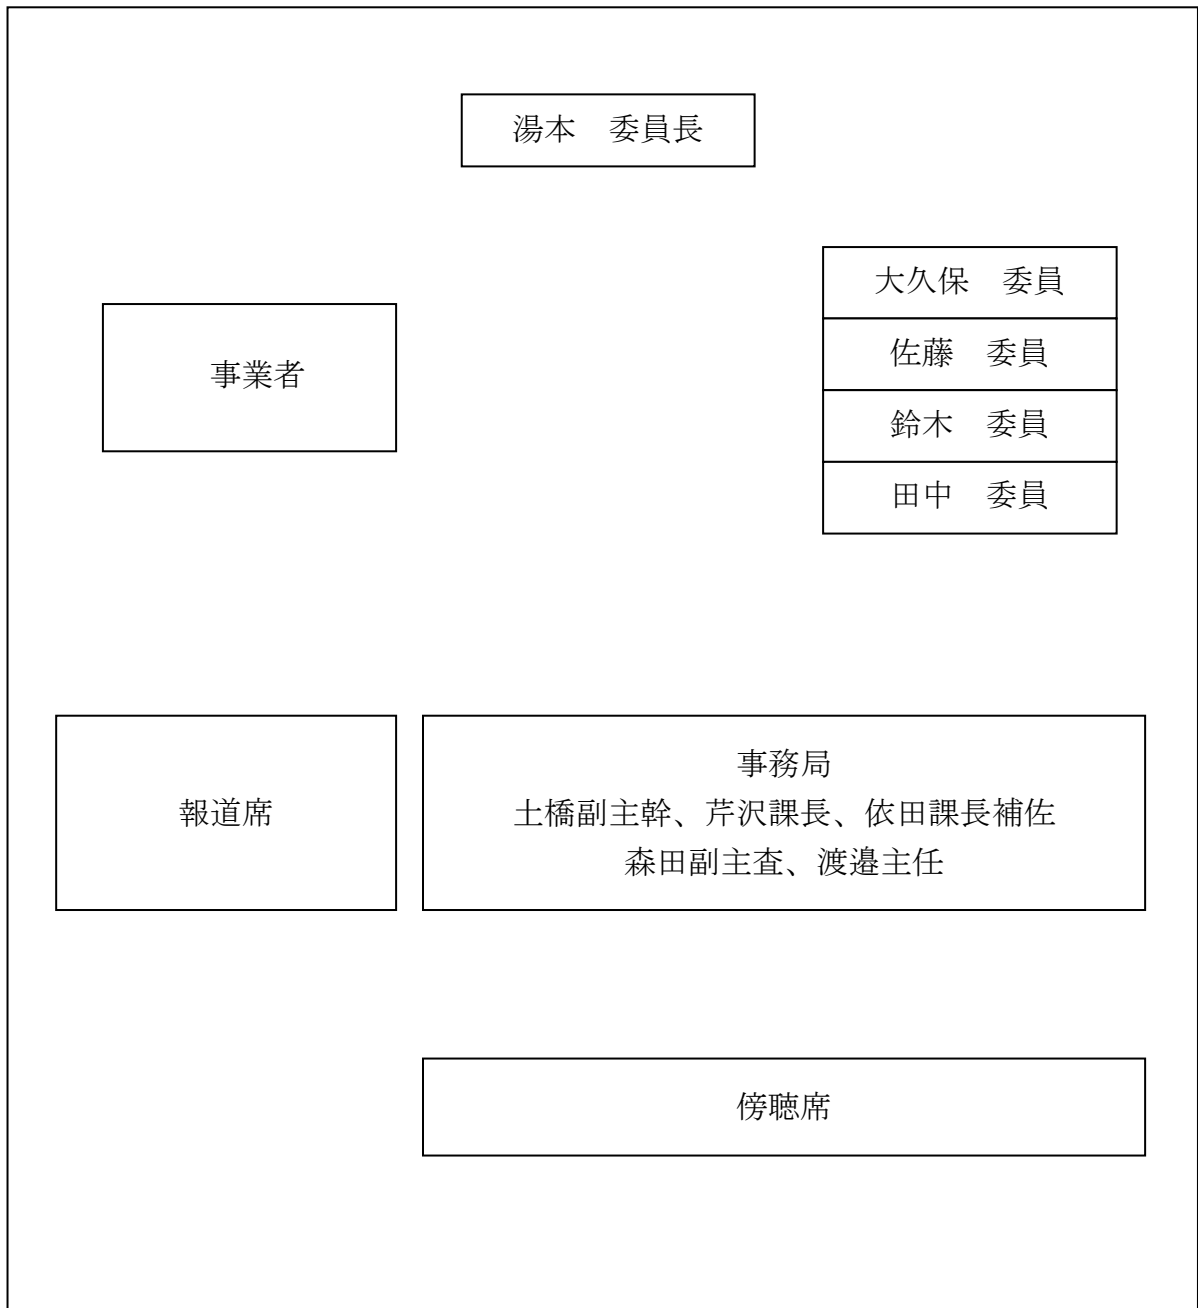 湯本　委員長
大久保　委員
事業者
佐藤　委員
鈴木　委員
田中　委員
報道席
事務局
土橋副主幹、芹沢課長、依田課長補佐
森田副主査、渡邉主任
傍聴席